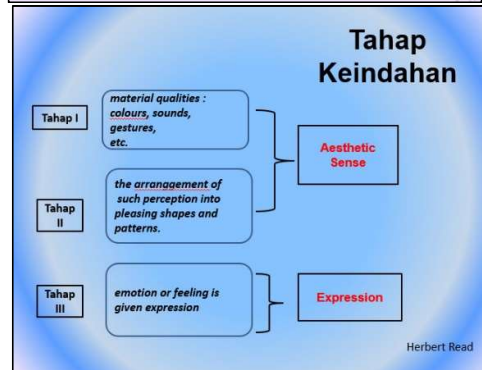 Tahap
Keindahan
Tahap I
material qualities :
colours, sounds,
gestures,
etc.
Aesthetic
Sense
Tahap
II
the arranggement of
such perception into
pleasing shapes and
patterns.
Tahap
III
emotion or feeling is
given expression
Expression
Herbert Read